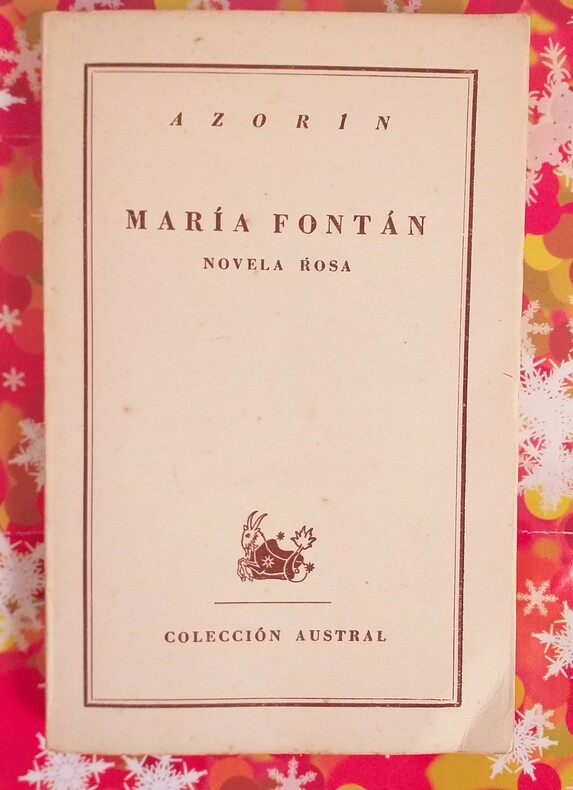 AZORÍN
MARÍA FONTÁN
NOVELA ROSA
COLECCIÓN AUSTRAL